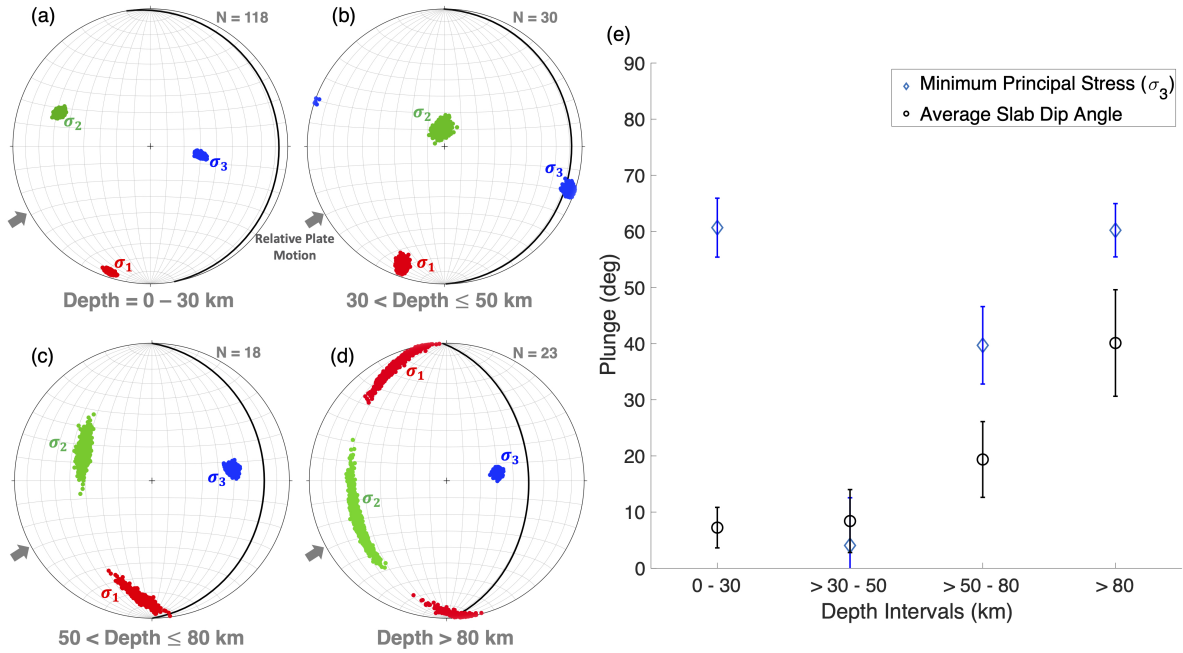 (a)
N = 118
σ2
σ3
σ1
Depth = 0 – 30 km
(b)
N = 30
σ2
σ3
σ1
Relative Plate
Motion
30 < Depth ≤ 50 km
(c)
N = 18
σ2
σ3
σ1
50 < Depth ≤ 80 km
(d)
N = 23
σ1
σ3
σ2
Depth > 80 km
(e)
Minimum Principal Stress (σ3)
Average Slab Dip Angle
Plunge (deg)
90
80
70
60
50
40
30
20
10
0
0 - 30
> 30 - 50
> 50 - 80
> 80
Depth Intervals (km)